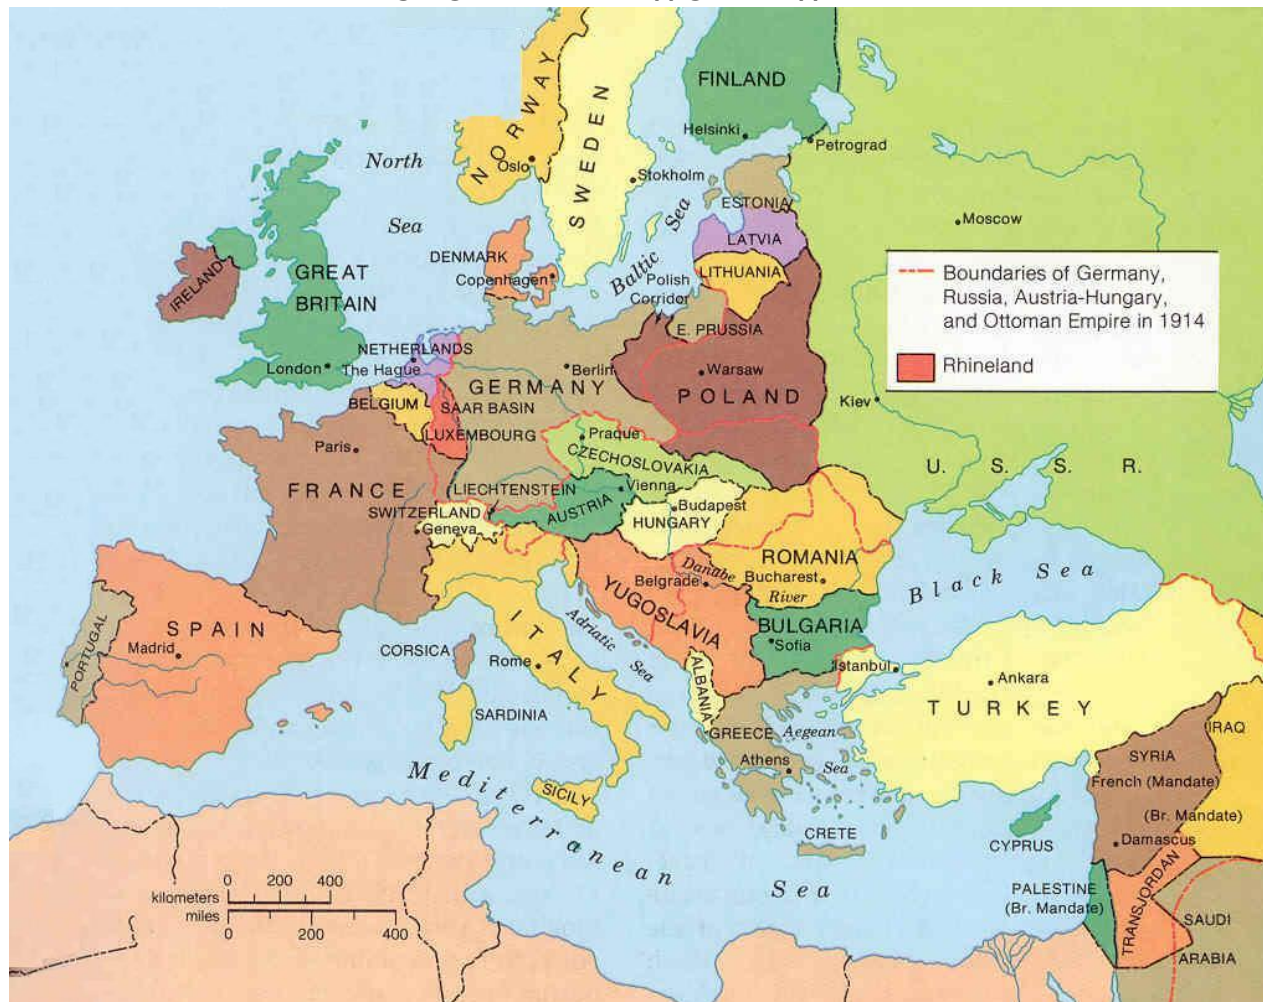 FINLAND
NORWAY
SWEDEN
Helsinki
Petrograd
North
Sea
Oslo
Stokholm
Baltic Sea
ESTONIA
Moscow
LATVIA
DENMARK
Copenhagen
LITHUANIA
Polish
Corridor
IRELAND
GREAT
BRITAIN
Boundaries of Germany,
Russia, Austria-Hungary,
and Ottoman Empire in 1914
Rhineland
E. PRUSSIA
NETHERLANDS
London
The Hague
Berlin
GERMANY
Warsaw
POLAND
Kiev
BELGIUM
SAAR BASIN
LUXEMBOURG
Praque
CZECHOSLOVAKIA
Paris
U. S. S. R.
FRANCE
LIECHTENSTEIN
Vienna
SWITZERLAND
Geneva
AUSTRIA
Budapest
HUNGARY
ROMANIA
Danabe
River
Belgrade
Bucharest
Black Sea
YUGOSLAVIA
BULGARIA
Sofia
PORTUGAL
SPAIN
Madrid
CORSICA
ITALY
Rome
Adriatic Sea
ALBANIA
Istanbul
Ankara
TURKEY
SARDINIA
GREECE
Aegean
Sea
Athens
IRAQ
SYRIA
French (Mandate)
(Br. Mandate)
Damascus
SICILY
Mediterranean Sea
CRETE
CYPRUS
PALESTINE
(Br. Mandate)
TRANSJORDAN
SAUDI
ARABIA
0 200 400
kilometers
miles
0 200 400